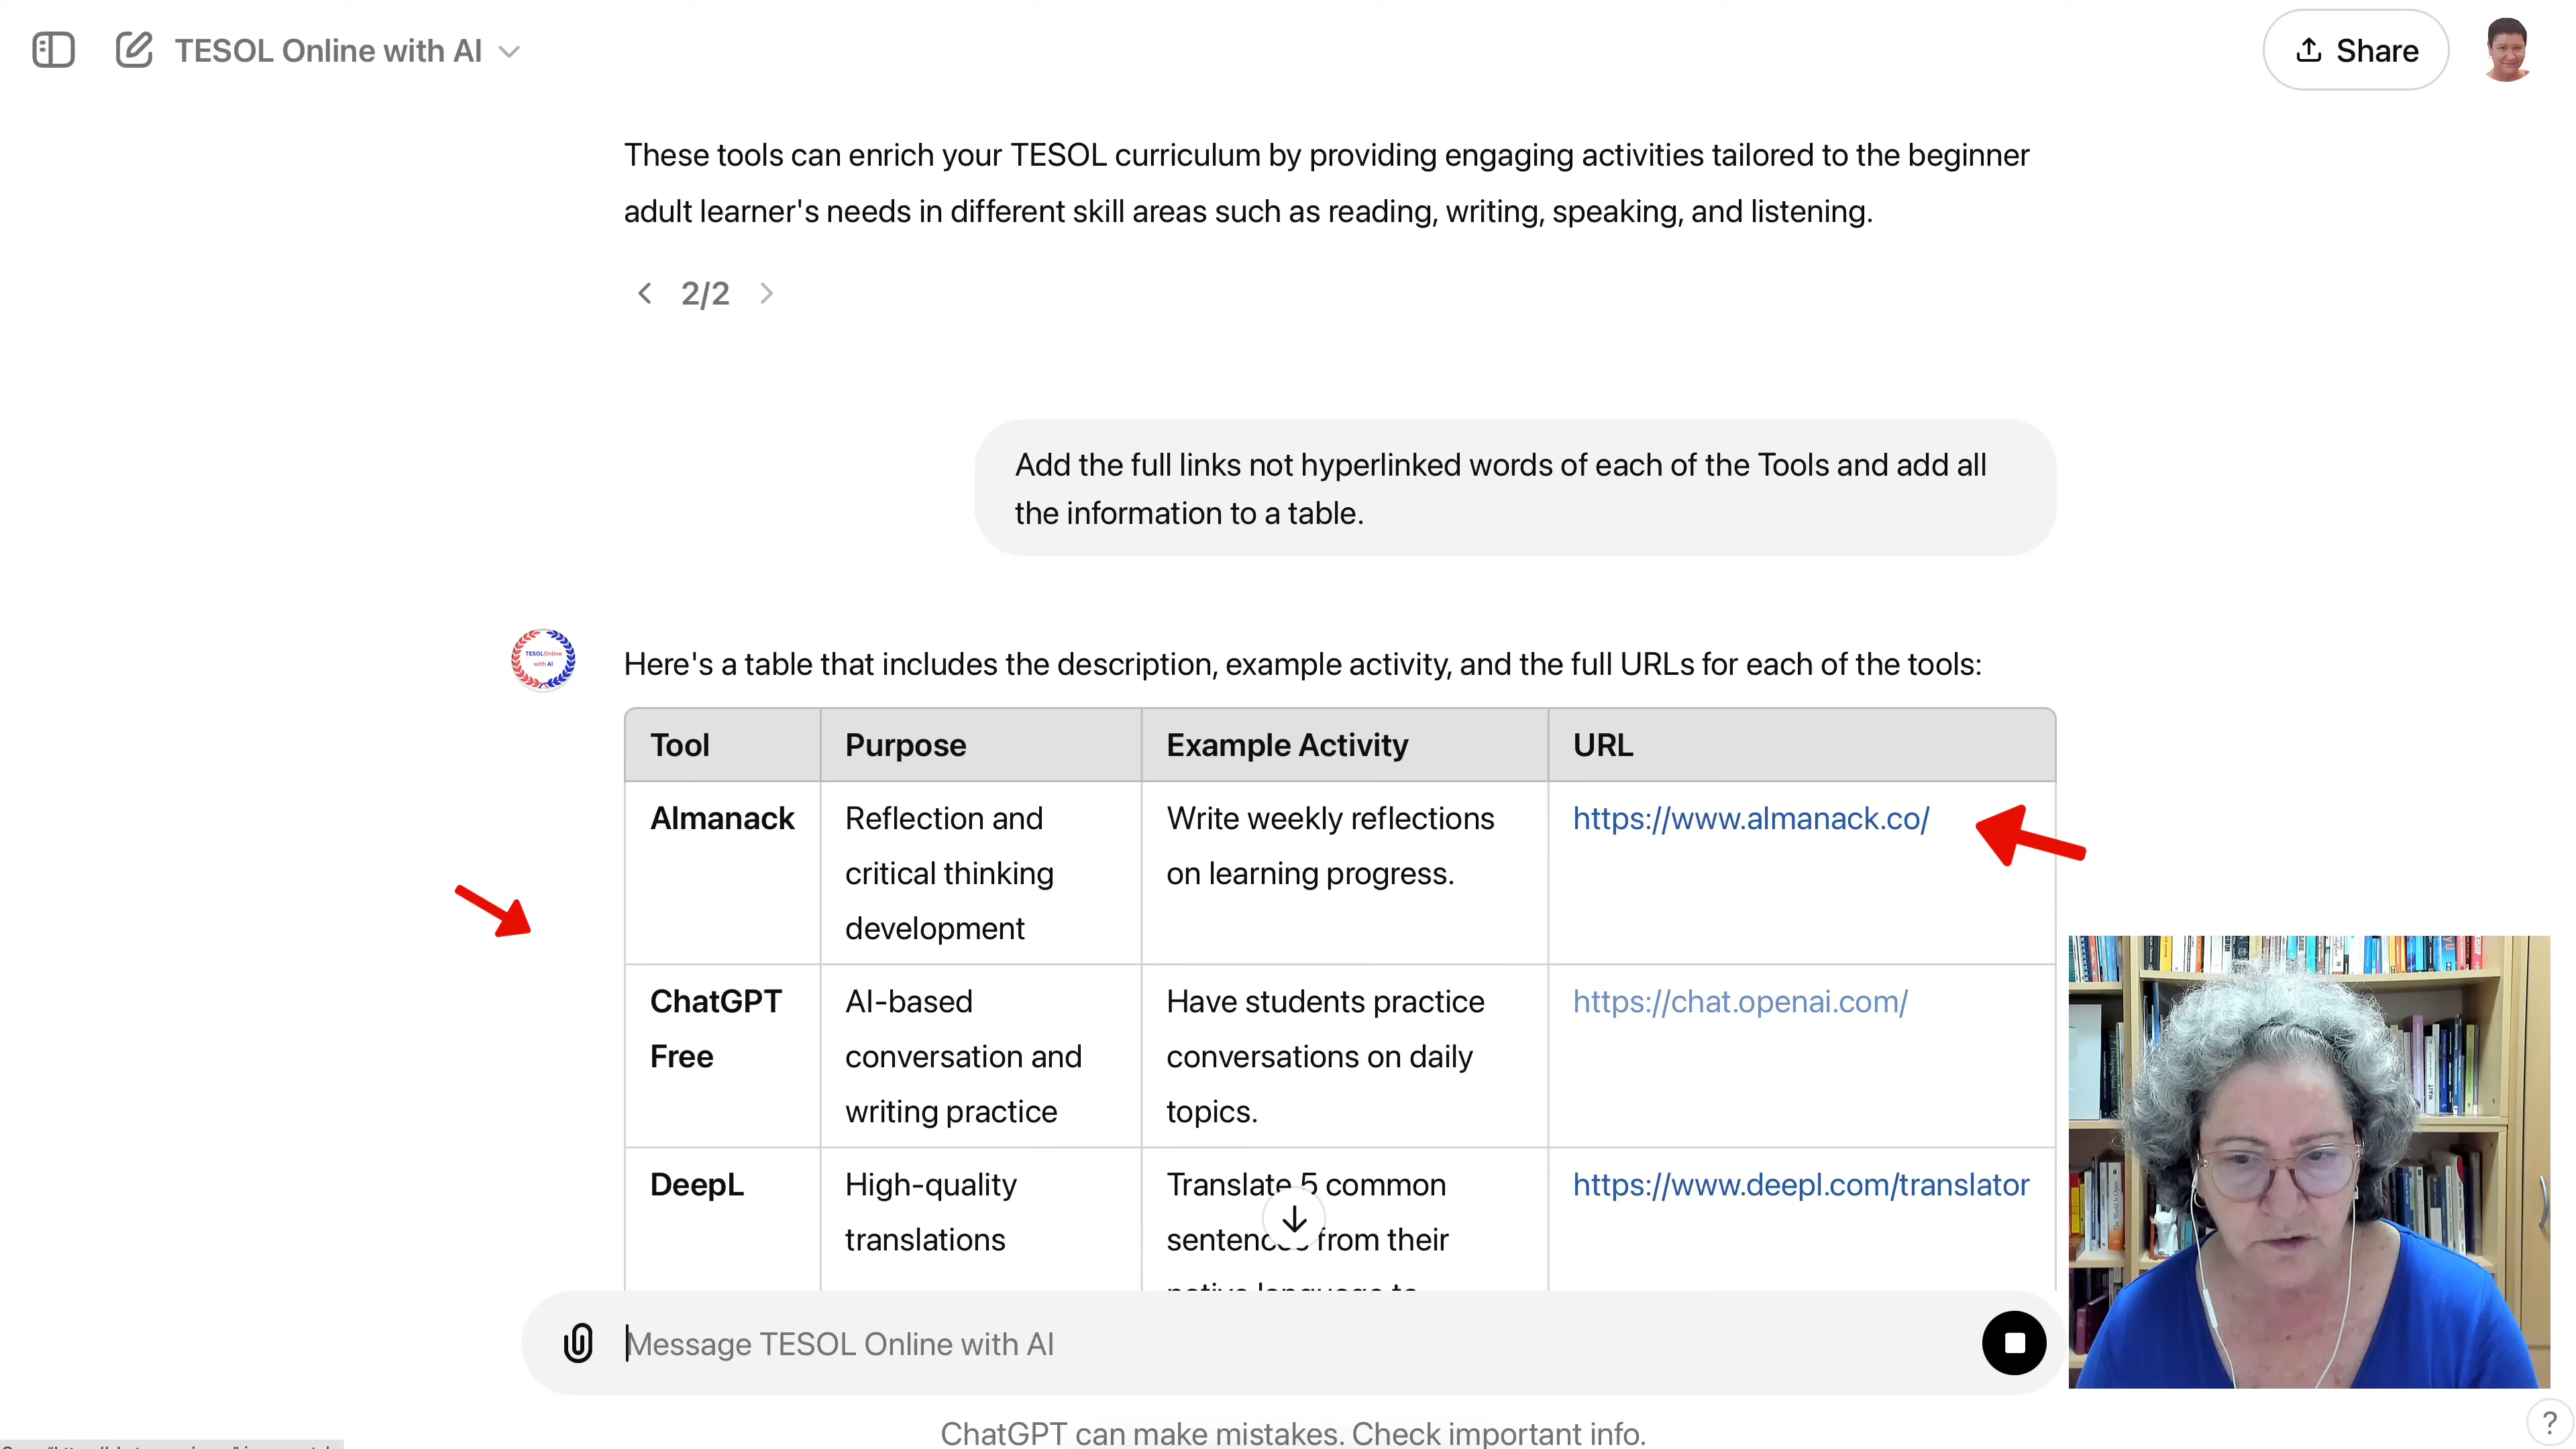 TESOL Online with AI
Share
These tools can enrich your TESOL curriculum by providing engaging activities tailored to the beginner
adult learner's needs in different skill areas such as reading, writing, speaking, and listening.
2/2
Add the full links not hyperlinked words of each of the Tools and add all
the information to a table.
TESOLOnline
with AI
Here's a table that includes the description, example activity, and the full URLs for each of the tools:
Tool Purpose Example Activity URL
Almanack Reflection and Write weekly reflections https://www.almanack.co/
critical thinking on learning progress.
development
ChatGPT AI-based Have students practice https://chat.openai.com/
Free conversation and conversations on daily
writing practice topics.
DeepL High-quality Translate 5 common https://www.deepl.com/translator
translations sentences from their
native language to
Message TESOL Online with AI
ChatGPT can make mistakes. Check important info.
?